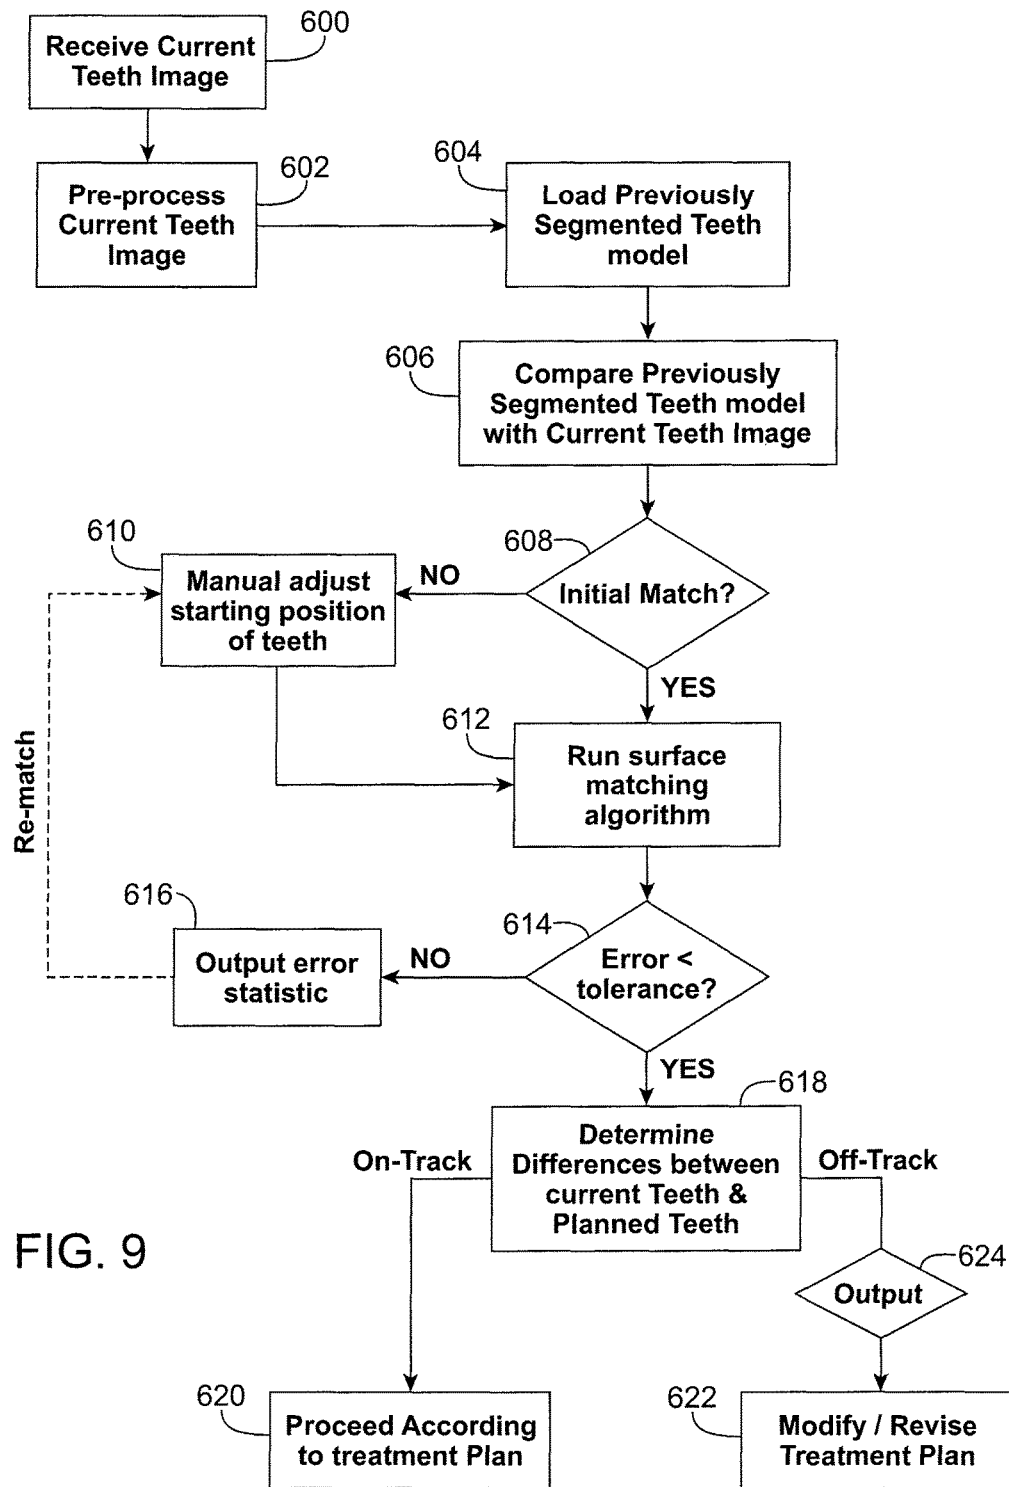 600
Receive Current
Teeth Image
602
Pre-process
Current Teeth
Image
604
Load Previously
Segmented Teeth
model
606
Compare Previously
Segmented Teeth model
with Current Teeth Image
608
Initial Match?
NO
YES
610
Manual adjust
starting position
of teeth
612
Run surface
matching
algorithm
Re-match
614
Error <
tolerance?
NO
YES
616
Output error
statistic
618
Determine
Differences between
current Teeth &
Planned Teeth
On-Track
Off-Track
624
Output
FIG. 9
620
Proceed According
to treatment Plan
622
Modify / Revise
Treatment Plan